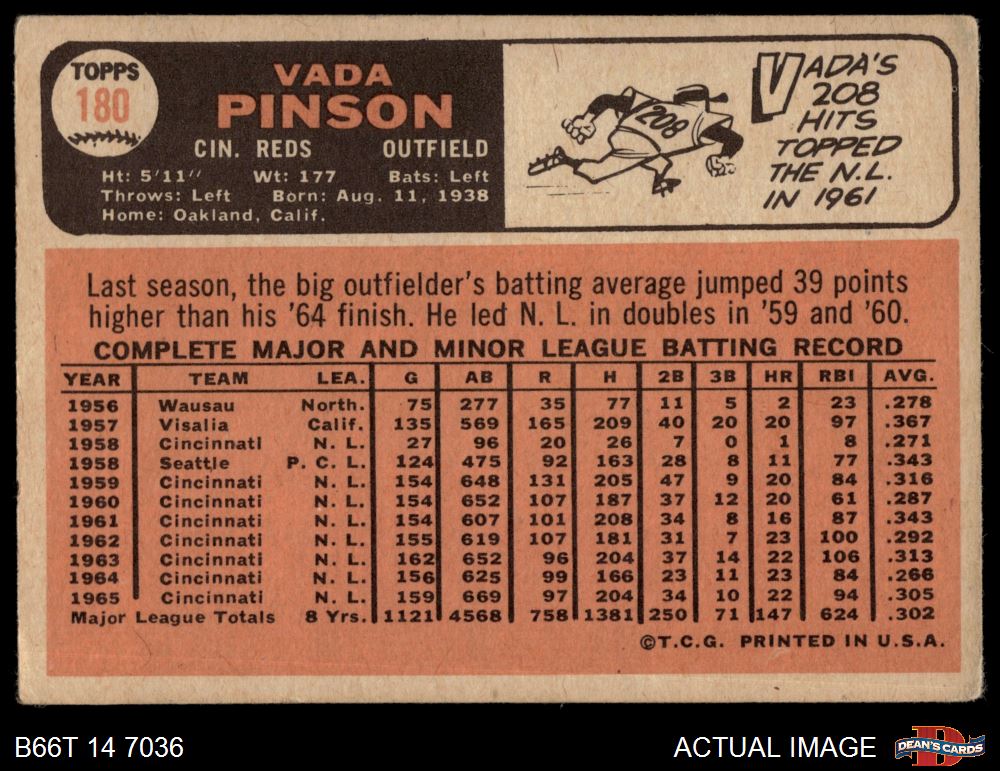 TOPPS
180
VADA
PINSON
CIN. REDS OUTFIELD
Ht: 5'11" Wt: 177 Bats: Left
Throws: Left Born: Aug. 11, 1938
Home: Oakland, Calif.
208
VADA'S
208
HITS
TOPPED
THE N.L.
IN 1961
Last season, the big outfielder's batting average jumped 39 points
higher than his '64 finish. He led N. L. in doubles in '59 and '60.
COMPLETE MAJOR AND MINOR LEAGUE BATTING RECORD
YEAR TEAM LEA. G AB R H 2B 3B HR RBI AVG.
1956 Wausau North. 75 277 35 77 11 5 2 23 .278
1957 Visalia Calif. 135 569 165 209 40 20 20 97 .367
1958 Cincinnati N. L. 27 96 20 26 7 0 1 8 .271
1958 Seattle P. C. L. 124 475 92 163 28 8 11 77 .343
1959 Cincinnati N. L. 154 648 131 205 47 9 20 84 .316
1960 Cincinnati N. L. 154 652 107 187 37 12 20 61 .287
1961 Cincinnati N. L. 154 607 101 208 34 8 16 87 .343
1962 Cincinnati N. L. 155 619 107 181 31 7 23 100 .292
1963 Cincinnati N. L. 162 652 96 204 37 14 22 106 .313
1964 Cincinnati N. L. 156 625 99 166 23 11 23 84 .266
1965 Cincinnati N. L. 159 669 97 204 34 10 22 94 .305
Major League Totals 8 Yrs. 1121 4568 758 1381 250 71 147 624 .302
©T.C.G. PRINTED IN U.S.A.
B66T 14 7036 ACTUAL IMAGE
D
DEAN'S CARDS